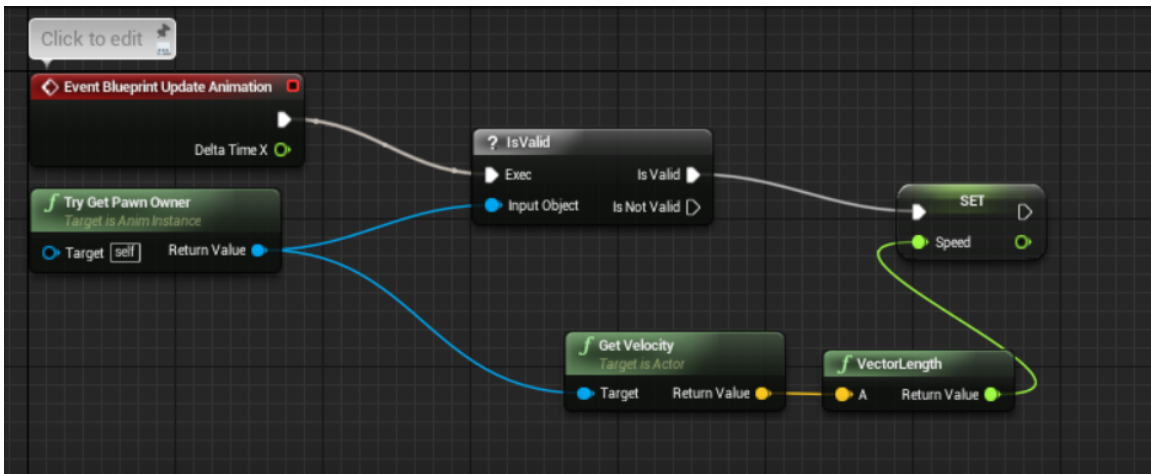 Click to edit
Event Blueprint Update Animation
Delta Time X
Try Get Pawn Owner
Target is Anim Instance
Target self Return Value
? IsValid
Exec Is Valid
Input Object Is Not Valid
SET
Speed
f Get Velocity
Target is Actor
Target Return Value
f VectorLength
A Return Value